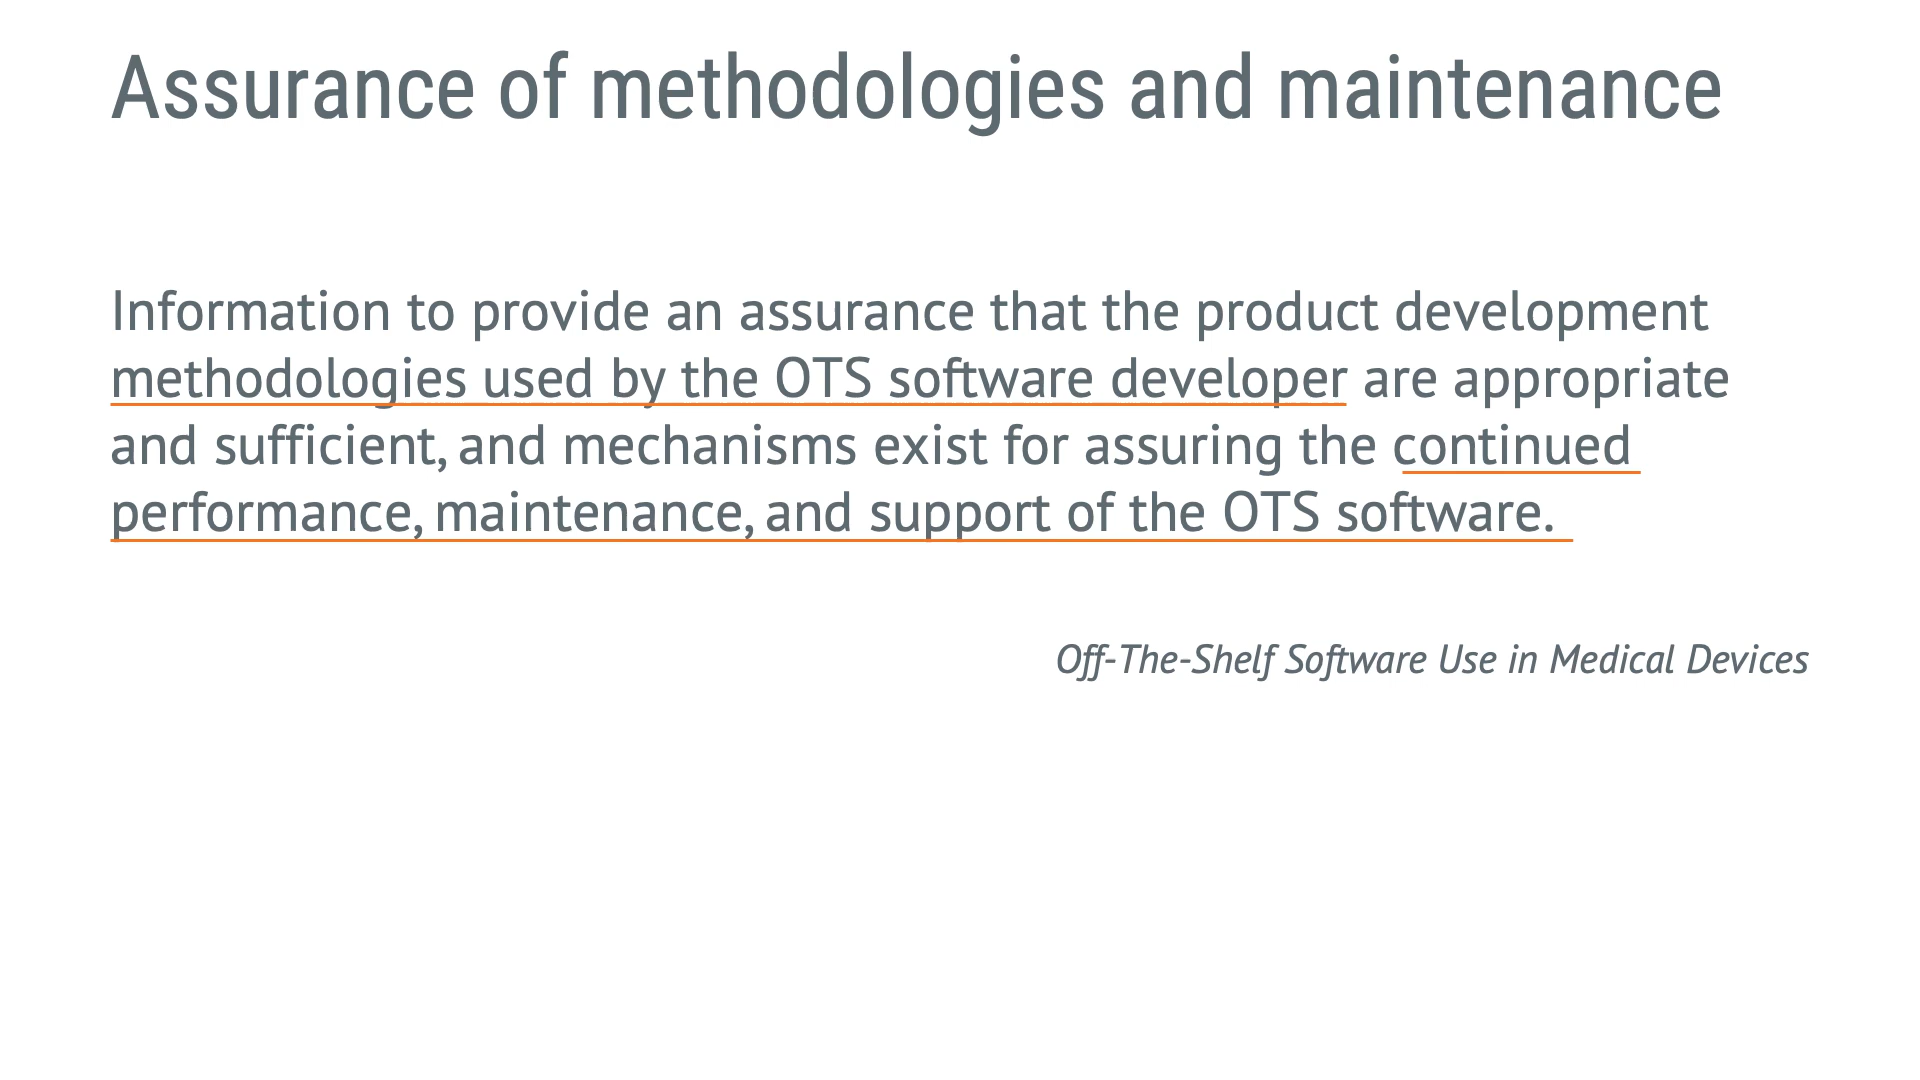 Assurance of methodologies and maintenance
Information to provide an assurance that the product development
methodologies used by the OTS software developer are appropriate
and sufficient, and mechanisms exist for assuring the continued
performance, maintenance, and support of the OTS software.
Off-The-Shelf Software Use in Medical Devices